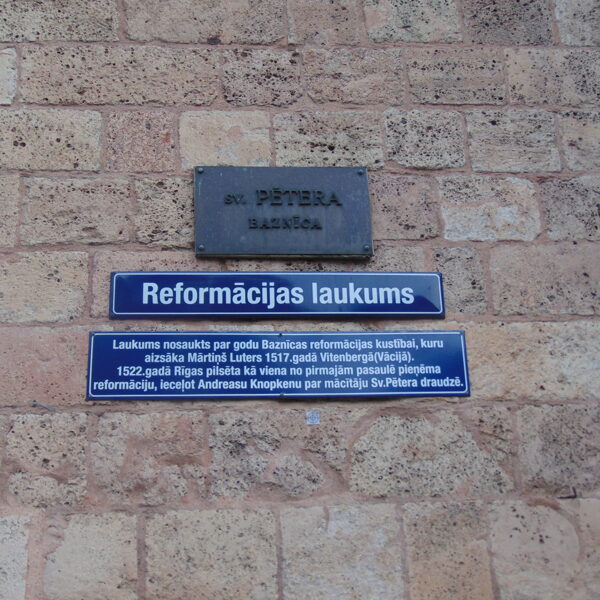 SV. PĒTERA
BAZNĪCA
Reformācijas laukums
Laukums nosaukts par godu Baznīcas reformācijas kustībai, kuru
aizsāka Mārtiņš Luters 1517.gadā Vitenbergā(Vācijā).
1522.gadā Rīgas pilsēta kā viena no pirmajām pasaulē pieņēma
reformāciju, ieceļot Andreasu Knopkenu par mācītāju Sv.Pētera draudzē.